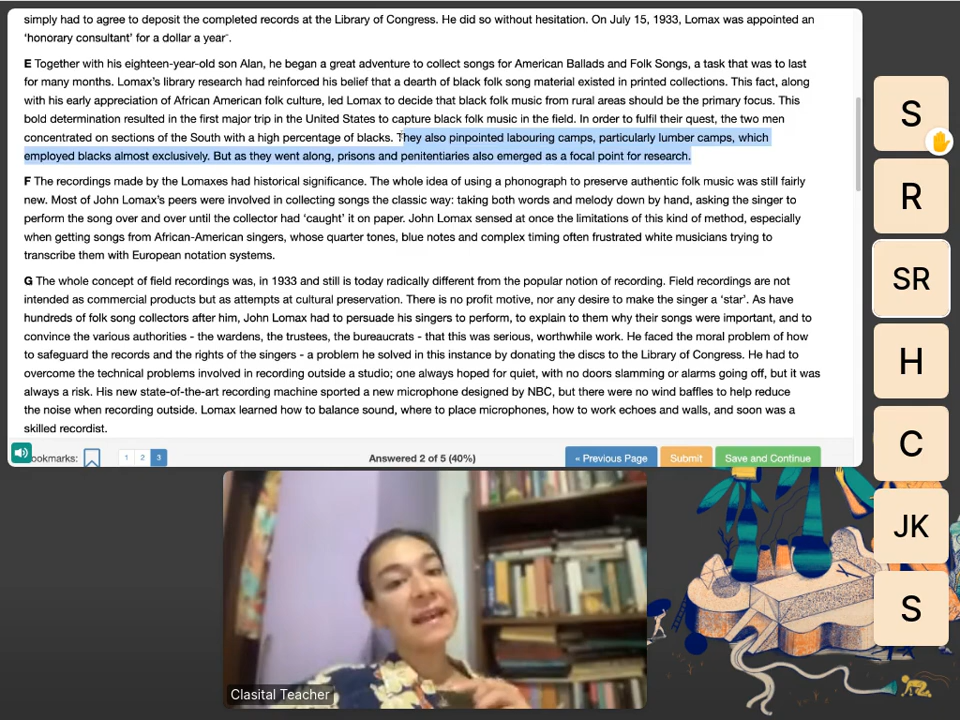 simply had to agree to deposit the completed records at the Library of Congress. He did so without hesitation. On July 15, 1933, Lomax was appointed an
'honorary consultant' for a dollar a year`.
E Together with his eighteen-year-old son Alan, he began a great adventure to collect songs for American Ballads and Folk Songs, a task that was to last
for many months. Lomax's library research had reinforced his belief that a dearth of black folk song material existed in printed collections. This fact, along
with his early appreciation of African American folk culture, led Lomax to decide that black folk music from rural areas should be the primary focus. This
bold determination resulted in the first major trip in the United States to capture black folk music in the field. In order to fulfil their quest, the two men
concentrated on sections of the South with a high percentage of blacks. They also pinpointed labouring camps, particularly lumber camps, which
employed blacks almost exclusively. But as they went along, prisons and penitentiaries also emerged as a focal point for research.
F The recordings made by the Lomaxes had historical significance. The whole idea of using a phonograph to preserve authentic folk music was still fairly
new. Most of John Lomax's peers were involved in collecting songs the classic way: taking both words and melody down by hand, asking the singer to
perform the song over and over until the collector had 'caught' it on paper. John Lomax sensed at once the limitations of this kind of method, especially
when getting songs from African-American singers, whose quarter tones, blue notes and complex timing often frustrated white musicians trying to
transcribe them with European notation systems.
G The whole concept of field recordings was, in 1933 and still is today radically different from the popular notion of recording. Field recordings are not
intended as commercial products but as attempts at cultural preservation. There is no profit motive, nor any desire to make the singer a 'star'. As have
hundreds of folk song collectors after him, John Lomax had to persuade his singers to perform, to explain to them why their songs were important, and to
convince the various authorities - the wardens, the trustees, the bureaucrats - that this was serious, worthwhile work. He faced the moral problem of how
to safeguard the records and the rights of the singers - a problem he solved in this instance by donating the discs to the Library of Congress. He had to
overcome the technical problems involved in recording outside a studio; one always hoped for quiet, with no doors slamming or alarms going off, but it was
always a risk. His new state-of-the-art recording machine sported a new microphone designed by NBC, but there were no wind baffles to help reduce
the noise when recording outside. Lomax learned how to balance sound, where to place microphones, how to work echoes and walls, and soon was a
skilled recordist.
ookmarks: 1 2 3 Answered 2 of 5 (40%) « Previous Page Submit Save and Continue
S
R
SR
H
C
JK
S
Clasital Teacher